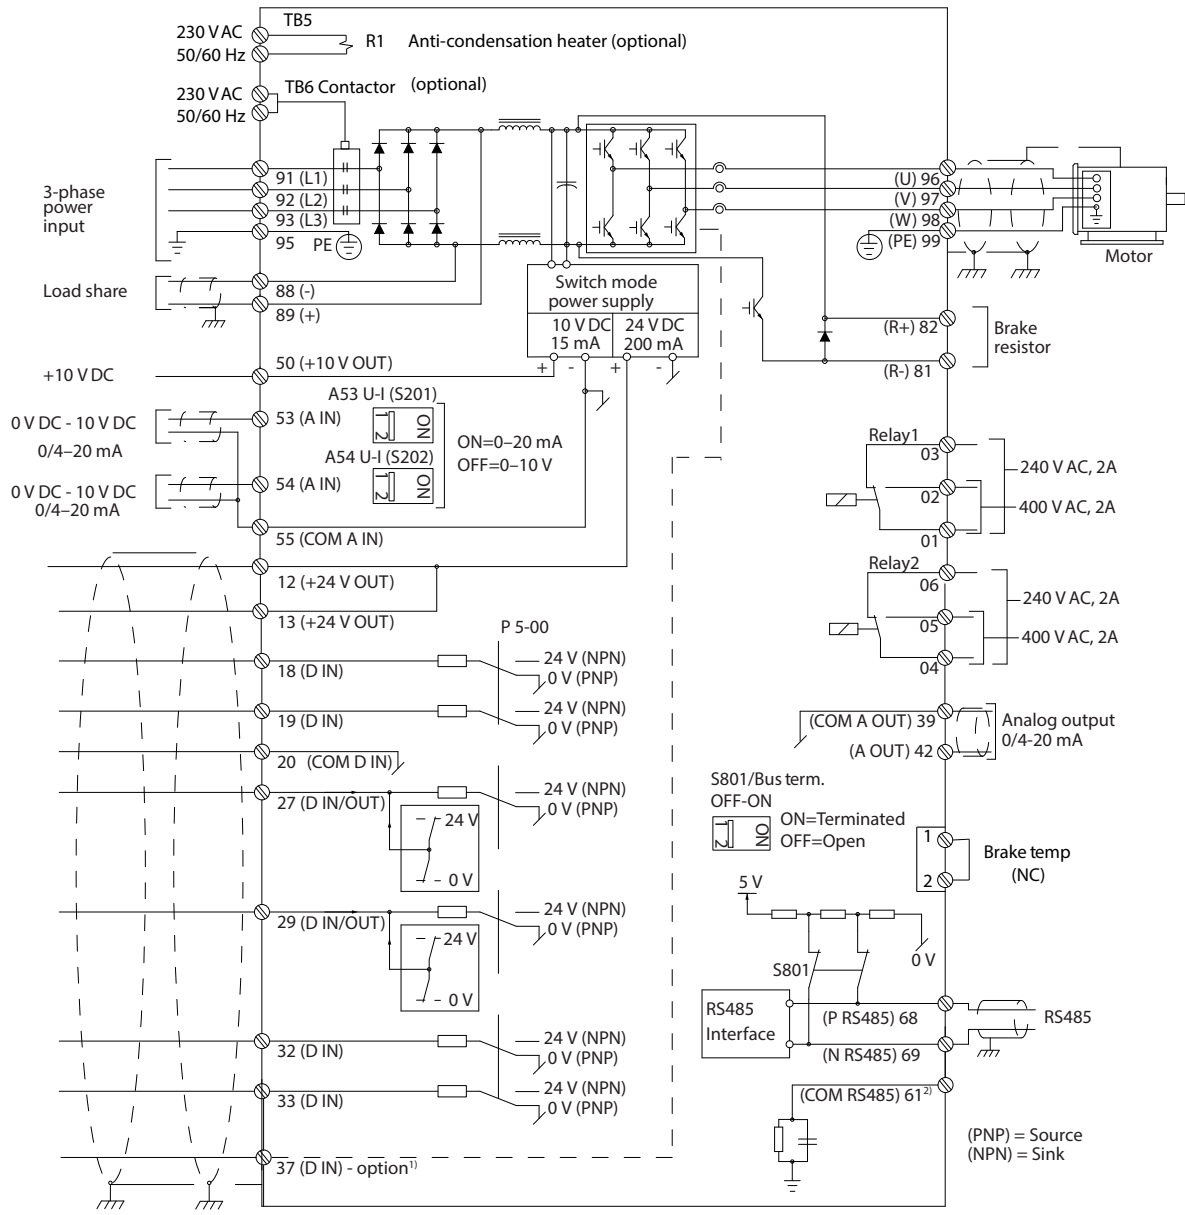 TB5
230 V AC
50/60 Hz
R1 Anti-condensation heater (optional)
TB6 Contactor (optional)
230 V AC
50/60 Hz
3-phase
power
input
91 (L1)
92 (L2)
93 (L3)
95 PE
(U) 96
(V) 97
(W) 98
(PE) 99
Motor
Load share
88 (-)
89 (+)
Switch mode
power supply
10 V DC
15 mA
24 V DC
200 mA
+ - + -
(R+) 82
(R-) 81
Brake
resistor
+10 V DC
50 (+10 V OUT)
A53 U-I (S201)
1 2 ON
0 V DC - 10 V DC
0/4–20 mA
53 (A IN)
ON=0–20 mA
OFF=0–10 V
A54 U-I (S202)
1 2 ON
0 V DC - 10 V DC
0/4–20 mA
54 (A IN)
55 (COM A IN)
Relay1
03
02
01
240 V AC, 2A
400 V AC, 2A
12 (+24 V OUT)
13 (+24 V OUT)
Relay2
06
05
04
240 V AC, 2A
400 V AC, 2A
P 5-00
18 (D IN)
24 V (NPN)
0 V (PNP)
19 (D IN)
24 V (NPN)
0 V (PNP)
20 (COM D IN)
(COM A OUT) 39
(A OUT) 42
Analog output
0/4-20 mA
27 (D IN/OUT)
24 V (NPN)
0 V (PNP)
24 V
0 V
S801/Bus term.
OFF-ON
1 2 ON
ON=Terminated
OFF=Open
1
2
Brake temp
(NC)
29 (D IN/OUT)
24 V (NPN)
0 V (PNP)
24 V
0 V
5 V
0 V
S801
RS485
Interface
(P RS485) 68
(N RS485) 69
RS485
32 (D IN)
24 V (NPN)
0 V (PNP)
33 (D IN)
24 V (NPN)
0 V (PNP)
(COM RS485) 61²⁾
(PNP) = Source
(NPN) = Sink
37 (D IN) - option¹⁾